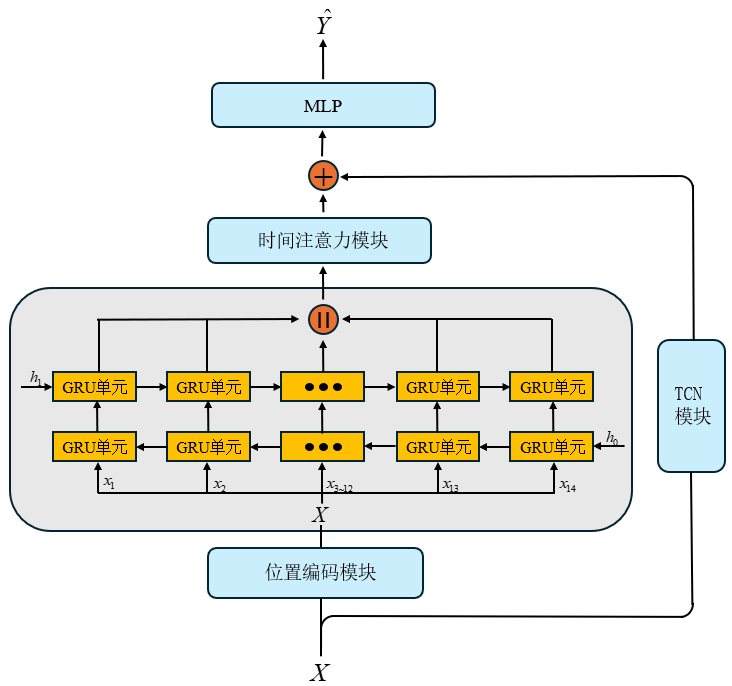 Ŷ
MLP
+
时间注意力模块
||
h₁ GRU单元 GRU单元 ••• GRU单元 GRU单元
TCN
模块
GRU单元 GRU单元 ••• GRU单元 GRU单元 h₀
x₁ x₂ x₃~₁₂ x₁₃ x₁₄
X
位置编码模块
X